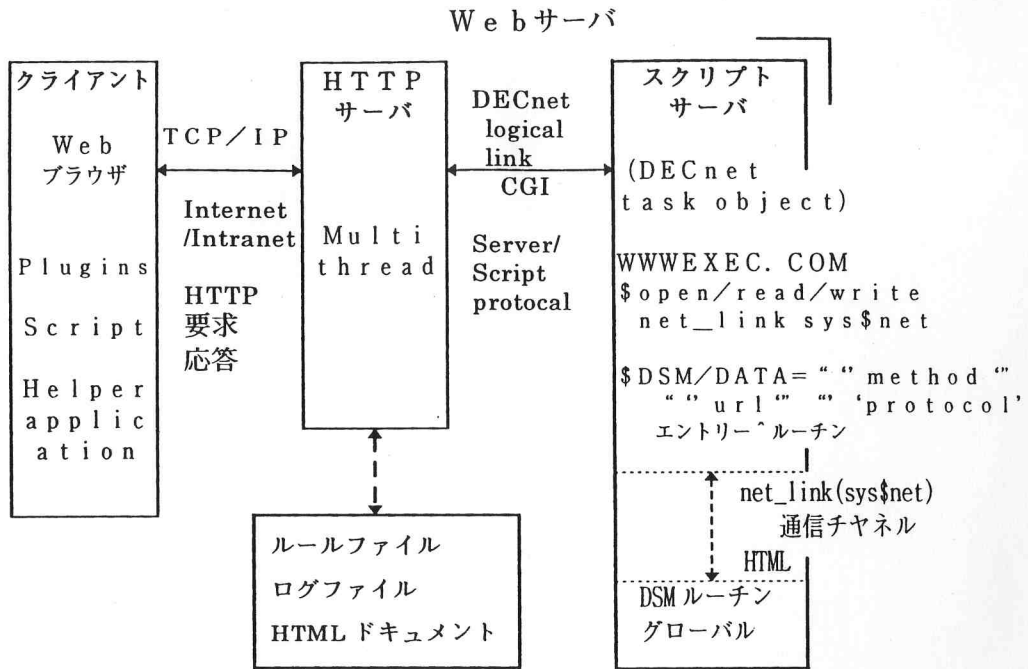 Webサーバ
クライアント
Web
ブラウザ
Plugins
Script
Helper
applic
ation
TCP/IP
Internet
/Intranet
HTTP
要求
応答
HTTP
サーバ
Multi
thread
DECnet
logical
link
CGI
Server/
Script
protocal
スクリプト
サーバ
(DECnet
task object)
WWWEXEC. COM
$open/read/write
net_link sys$net
$DSM/DATA= “ ‘’ method ‘”
“ ‘’ url ‘” “’ ‘protocol’
エントリー^ルーチン
net_link(sys$net)
通信チヤネル
HTML
DSMルーチン
グローバル
ルールファイル
ログファイル
HTMLドキュメント